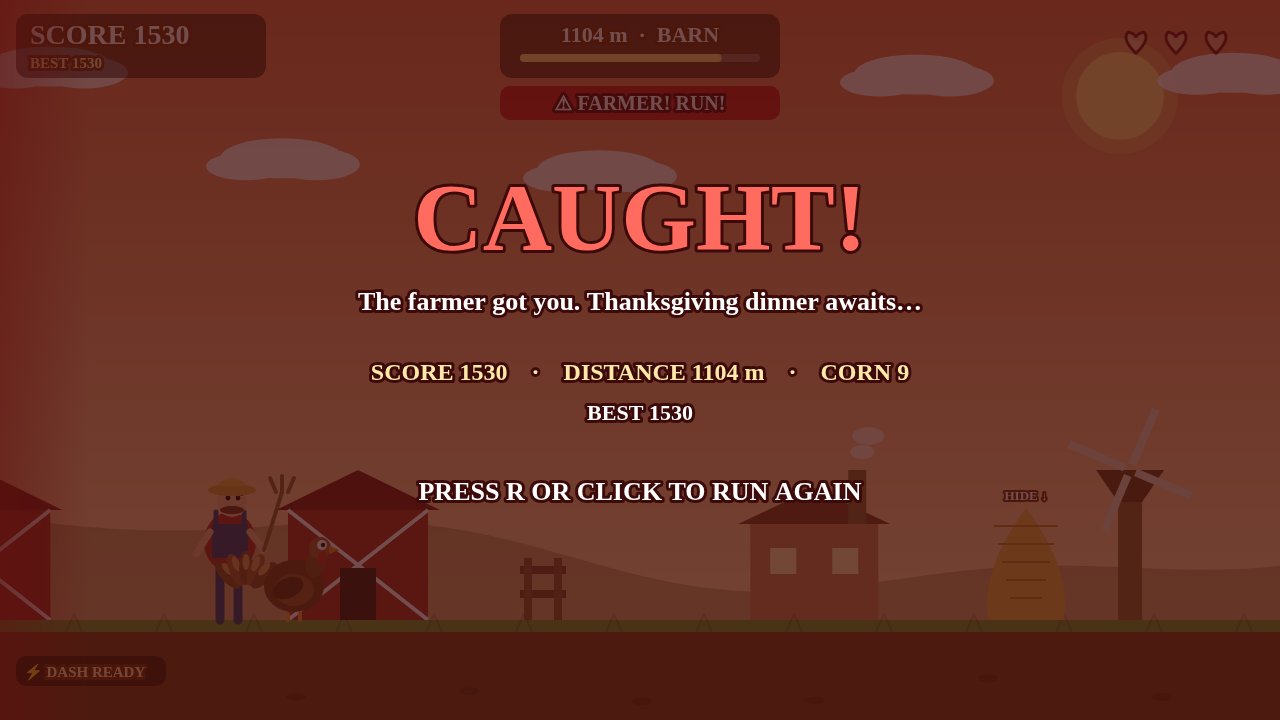 SCORE 1530
BEST 1530
1104 m · BARN
⚠ FARMER! RUN!
CAUGHT!
The farmer got you. Thanksgiving dinner awaits…
SCORE 1530 · DISTANCE 1104 m · CORN 9
BEST 1530
PRESS R OR CLICK TO RUN AGAIN
HIDE ↓
⚡ DASH READY